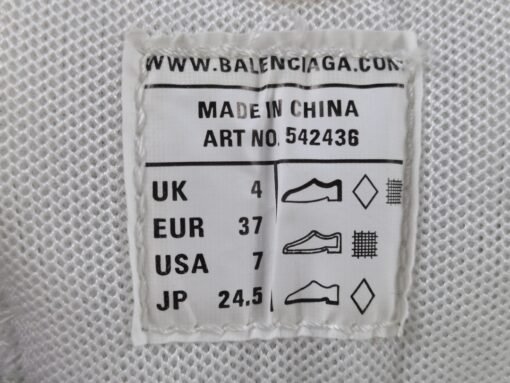 WWW.BALENCIAGA.COM
MADE IN CHINA
ART NO. 542436
UK 4
EUR 37
USA 7
JP 24.5